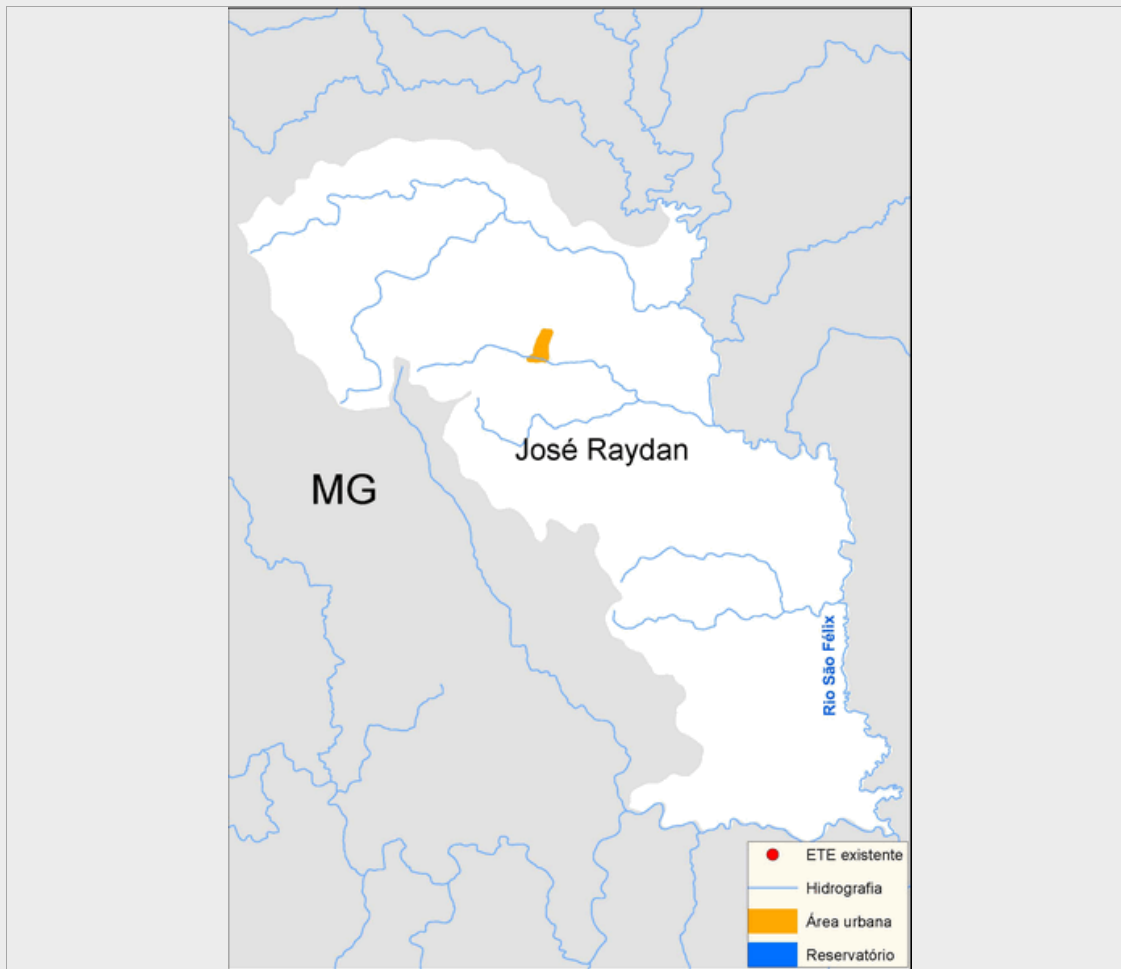 José Raydan
MG
Rio São Félix
ETE existente
Hidrografia
Área urbana
Reservatório